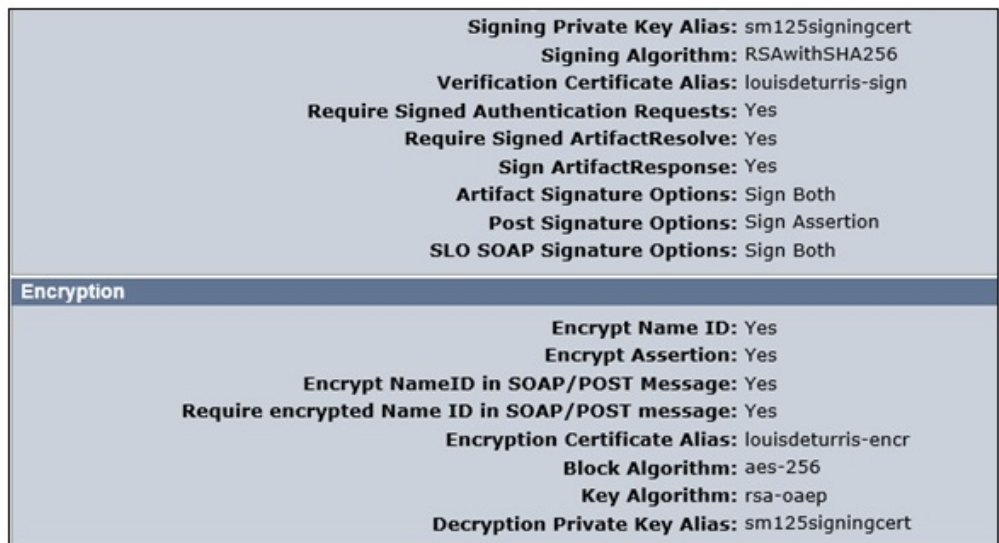 Signing Private Key Alias: sm125signingcert
Signing Algorithm: RSAwithSHA256
Verification Certificate Alias: louisdeturris-sign
Require Signed Authentication Requests: Yes
Require Signed ArtifactResolve: Yes
Sign ArtifactResponse: Yes
Artifact Signature Options: Sign Both
Post Signature Options: Sign Assertion
SLO SOAP Signature Options: Sign Both
Encryption
Encrypt Name ID: Yes
Encrypt Assertion: Yes
Encrypt NameID in SOAP/POST Message: Yes
Require encrypted Name ID in SOAP/POST message: Yes
Encryption Certificate Alias: louisdeturris-encr
Block Algorithm: aes-256
Key Algorithm: rsa-oaep
Decryption Private Key Alias: sm125signingcert